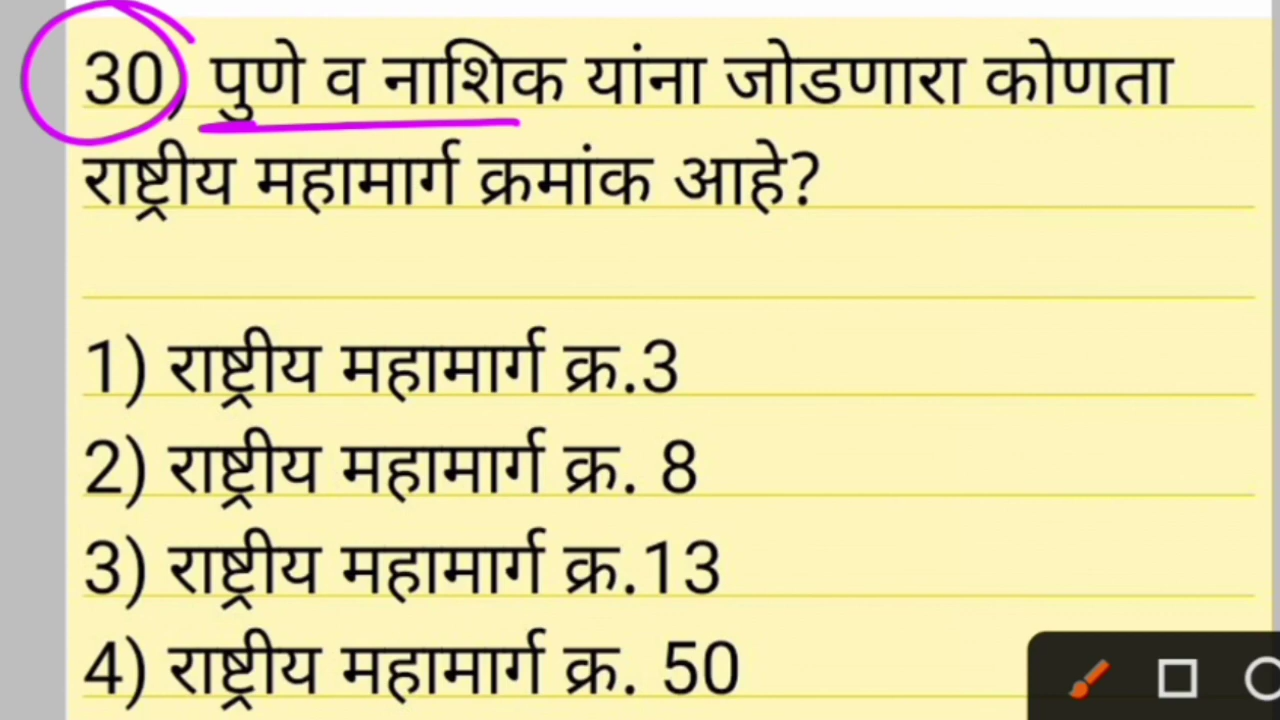 30) पुणे व नाशिक यांना जोडणारा कोणता
राष्ट्रीय महामार्ग क्रमांक आहे?
1) राष्ट्रीय महामार्ग क्र.3
2) राष्ट्रीय महामार्ग क्र. 8
3) राष्ट्रीय महामार्ग क्र.13
4) राष्ट्रीय महामार्ग क्र. 50